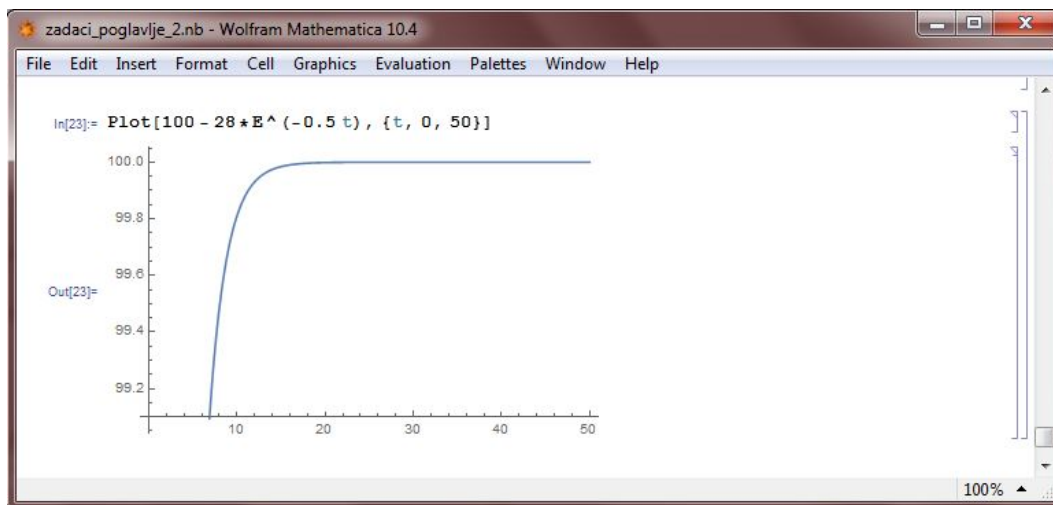 zadaci_poglavlje_2.nb - Wolfram Mathematica 10.4
File Edit Insert Format Cell Graphics Evaluation Palettes Window Help
In[23]:= Plot[100 - 28 * E^(-0.5 t), {t, 0, 50}]
100.0
99.8
99.6
Out[23]=
99.4
99.2
10 20 30 40 50
100%